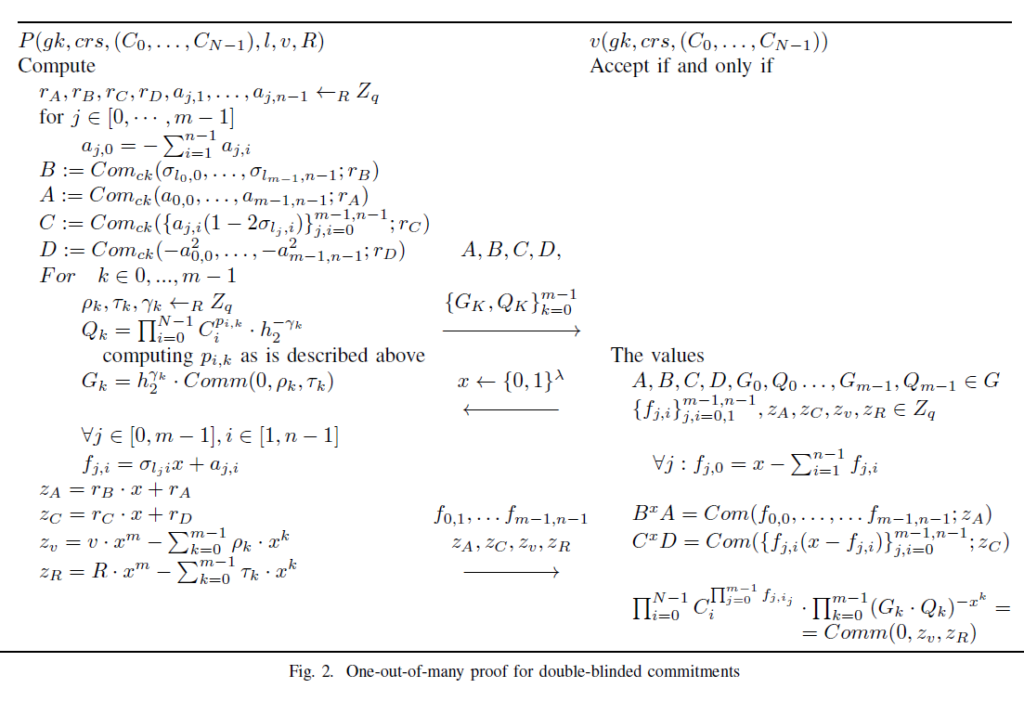 P(gk, crs, (C_0, …, C_{N−1}), l, v, R)
Compute
r_A, r_B, r_C, r_D, a_{j,1}, …, a_{j,n−1} ←_R Z_q
for j ∈ [0, ⋯ , m − 1]
a_{j,0} = − ∑_{i=1}^{n−1} a_{j,i}
B := Com_{ck}(σ_{l_0,0}, …, σ_{l_{m−1},n−1}; r_B)
A := Com_{ck}(a_{0,0}, …, a_{m−1,n−1}; r_A)
C := Com_{ck}({a_{j,i}(1 − 2σ_{l_j,i})}_{j,i=0}^{m−1,n−1}; r_C)
D := Com_{ck}(−a_{0,0}^2, …, −a_{m−1,n−1}^2; r_D)
For k ∈ 0, ..., m − 1
ρ_k, τ_k, γ_k ←_R Z_q
Q_k = ∏_{i=0}^{N−1} C_i^{p_{i,k}} · h_2^{−γ_k}
computing p_{i,k} as is described above
G_k = h_2^{γ_k} · Comm(0, ρ_k, τ_k)
∀j ∈ [0, m − 1], i ∈ [1, n − 1]
f_{j,i} = σ_{l_j i} x + a_{j,i}
z_A = r_B · x + r_A
z_C = r_C · x + r_D
z_v = v · x^m − ∑_{k=0}^{m−1} ρ_k · x^k
z_R = R · x^m − ∑_{k=0}^{m−1} τ_k · x^k
A, B, C, D,
{G_K, Q_K}_{k=0}^{m−1}
⟶
x ← {0, 1}^λ
⟵
f_{0,1}, … f_{m−1,n−1}
z_A, z_C, z_v, z_R
⟶
v(gk, crs, (C_0, …, C_{N−1}))
Accept if and only if
The values
A, B, C, D, G_0, Q_0 …, G_{m−1}, Q_{m−1} ∈ G
{f_{j,i}}_{j,i=0,1}^{m−1,n−1}, z_A, z_C, z_v, z_R ∈ Z_q
∀j : f_{j,0} = x − ∑_{i=1}^{n−1} f_{j,i}
B^x A = Com(f_{0,0}, …, … f_{m−1,n−1}; z_A)
C^x D = Com({f_{j,i}(x − f_{j,i})}_{j,i=0}^{m−1,n−1}; z_C)
∏_{i=0}^{N−1} C_i^{∏_{j=0}^{m−1} f_{j,i_j}} · ∏_{k=0}^{m−1} (G_k · Q_k)^{−x^k} =
= Comm(0, z_v, z_R)
Fig. 2. One-out-of-many proof for double-blinded commitments